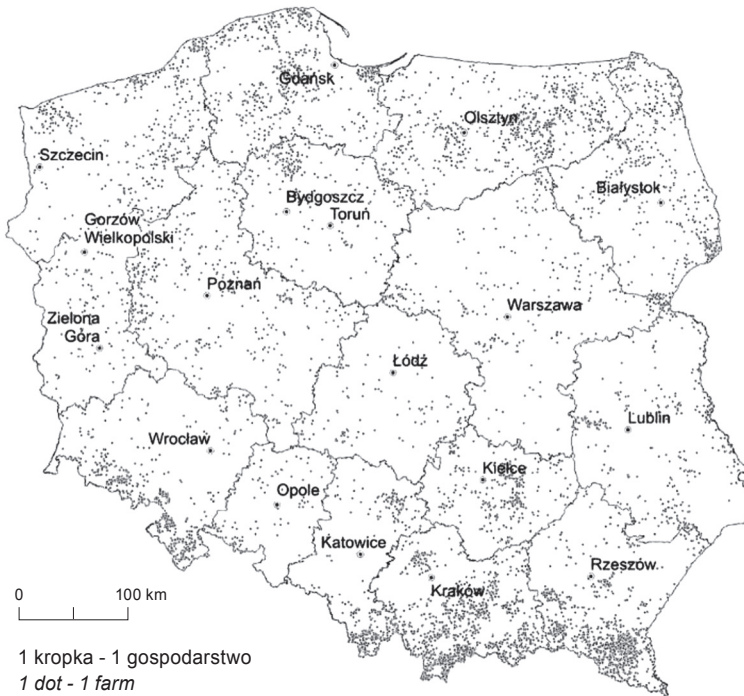 Gdańsk
Olsztyn
Szczecin
Białystok
Bydgoszcz
Toruń
Gorzów
Wielkopolski
Poznań
Warszawa
Zielona
Góra
Łódź
Lublin
Wrocław
Kielce
Opole
Katowice
Rzeszów
Kraków
0 100 km
1 kropka - 1 gospodarstwo
1 dot - 1 farm